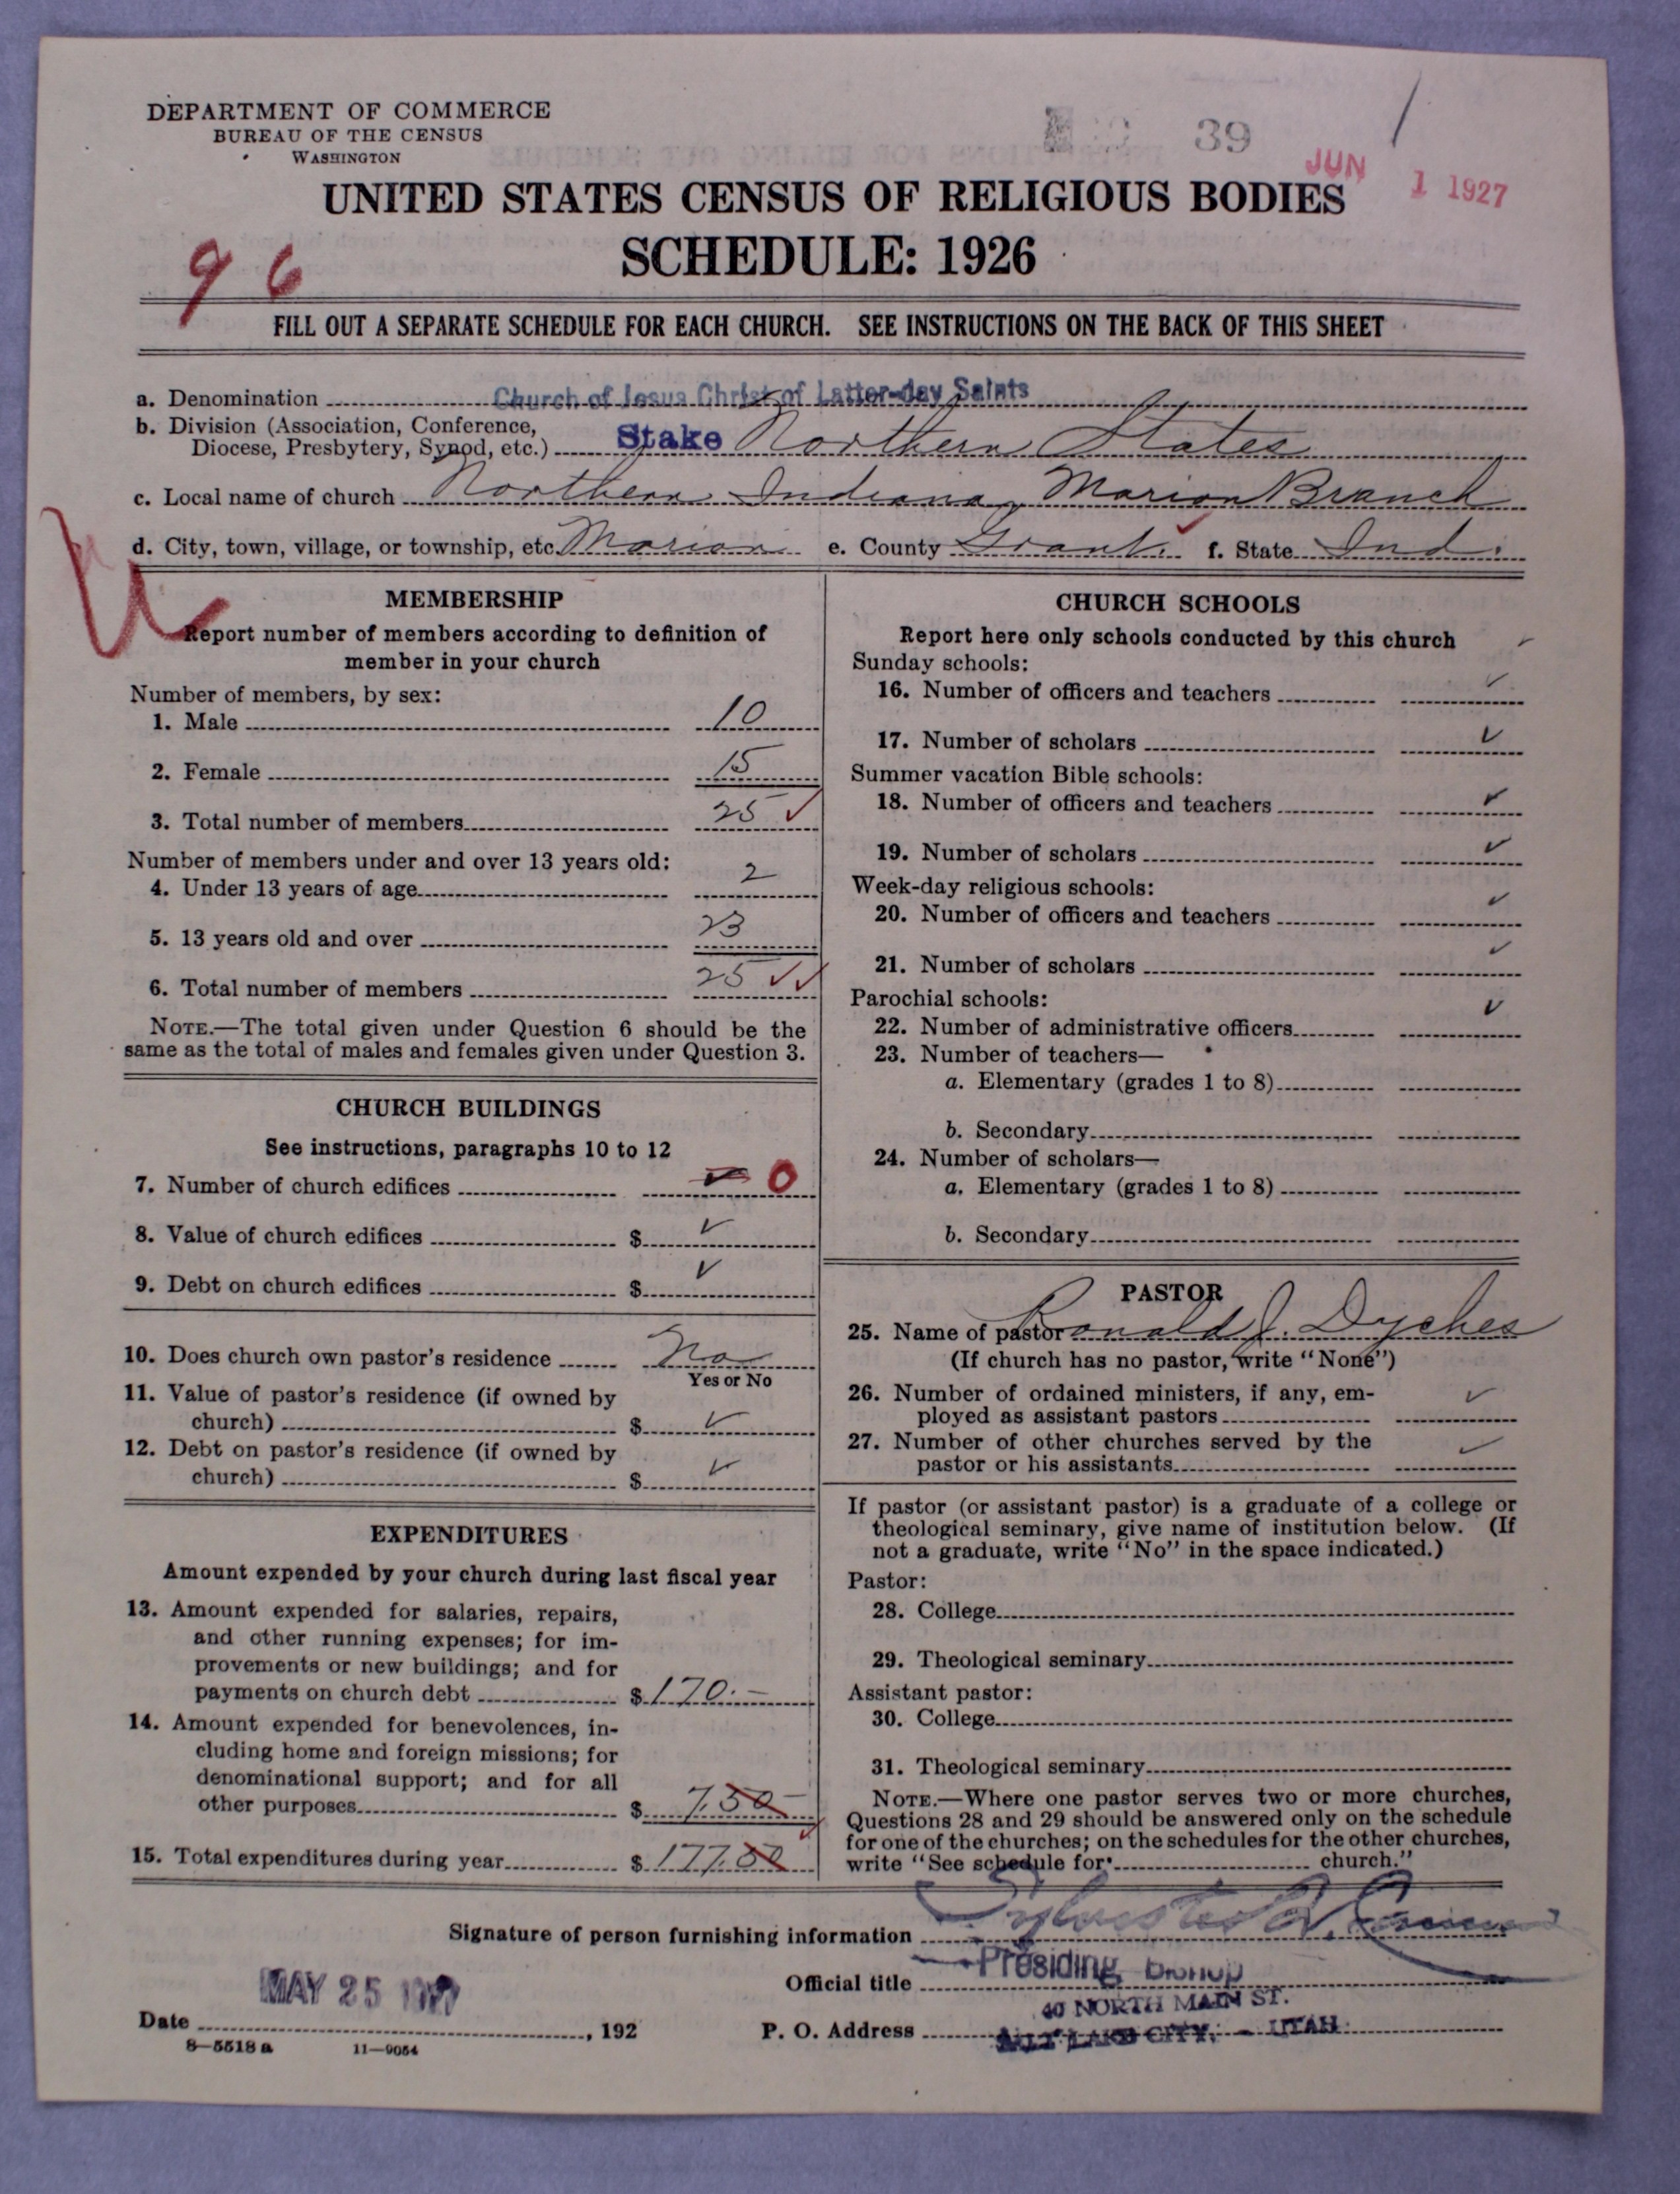 DEPARTMENT OF COMMERCE
BUREAU OF THE CENSUS
WASHINGTON
39
JUN 1 1927
UNITED STATES CENSUS OF RELIGIOUS BODIES
SCHEDULE: 1926
96
FILL OUT A SEPARATE SCHEDULE FOR EACH CHURCH. SEE INSTRUCTIONS ON THE BACK OF THIS SHEET
a. Denomination Church of Jesus Christ of Latter-day Saints
b. Division (Association, Conference,
Diocese, Presbytery, Synod, etc.) Stake Northern States
c. Local name of church Northern Indiana, Marion Branch
d. City, town, village, or township, etc. Marion e. County Grant. f. State Ind.
MEMBERSHIP
Report number of members according to definition of
member in your church
Number of members, by sex:
1. Male 10
2. Female 15
3. Total number of members 25 ✓
Number of members under and over 13 years old:
4. Under 13 years of age 2
5. 13 years old and over 23
6. Total number of members 25 ✓✓
NOTE.—The total given under Question 6 should be the
same as the total of males and females given under Question 3.
CHURCH BUILDINGS
See instructions, paragraphs 10 to 12
7. Number of church edifices 0
8. Value of church edifices $ ✓
9. Debt on church edifices $ ✓
10. Does church own pastor's residence No
Yes or No
11. Value of pastor's residence (if owned by
church) $ ✓
12. Debt on pastor's residence (if owned by
church) $ ✓
EXPENDITURES
Amount expended by your church during last fiscal year
13. Amount expended for salaries, repairs,
and other running expenses; for im-
provements or new buildings; and for
payments on church debt $ 170.—
14. Amount expended for benevolences, in-
cluding home and foreign missions; for
denominational support; and for all
other purposes $ 7.50
15. Total expenditures during year $ 177.50
CHURCH SCHOOLS
Report here only schools conducted by this church ✓
Sunday schools:
16. Number of officers and teachers ✓
17. Number of scholars ✓
Summer vacation Bible schools:
18. Number of officers and teachers ✓
19. Number of scholars ✓
Week-day religious schools:
20. Number of officers and teachers ✓
21. Number of scholars ✓
Parochial schools:
22. Number of administrative officers ✓
23. Number of teachers—
a. Elementary (grades 1 to 8)
b. Secondary
24. Number of scholars—
a. Elementary (grades 1 to 8)
b. Secondary
PASTOR
25. Name of pastor Ronald J. Dyches
(If church has no pastor, write "None")
26. Number of ordained ministers, if any, em-
ployed as assistant pastors ✓
27. Number of other churches served by the
pastor or his assistants ✓
If pastor (or assistant pastor) is a graduate of a college or
theological seminary, give name of institution below. (If
not a graduate, write "No" in the space indicated.)
Pastor:
28. College
29. Theological seminary
Assistant pastor:
30. College
31. Theological seminary
NOTE.—Where one pastor serves two or more churches,
Questions 28 and 29 should be answered only on the schedule
for one of the churches; on the schedules for the other churches,
write "See schedule for church."
Signature of person furnishing information Sylvester Q. Cannon
Official title Presiding Bishop
Date MAY 25 1927, 192
P. O. Address 40 NORTH MAIN ST.
SALT LAKE CITY, - UTAH
8—5518 a 11—9054